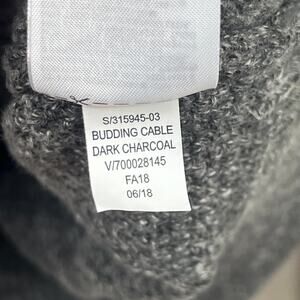 S/315945-03
BUDDING CABLE
DARK CHARCOAL
V/700028145
FA18
06/18